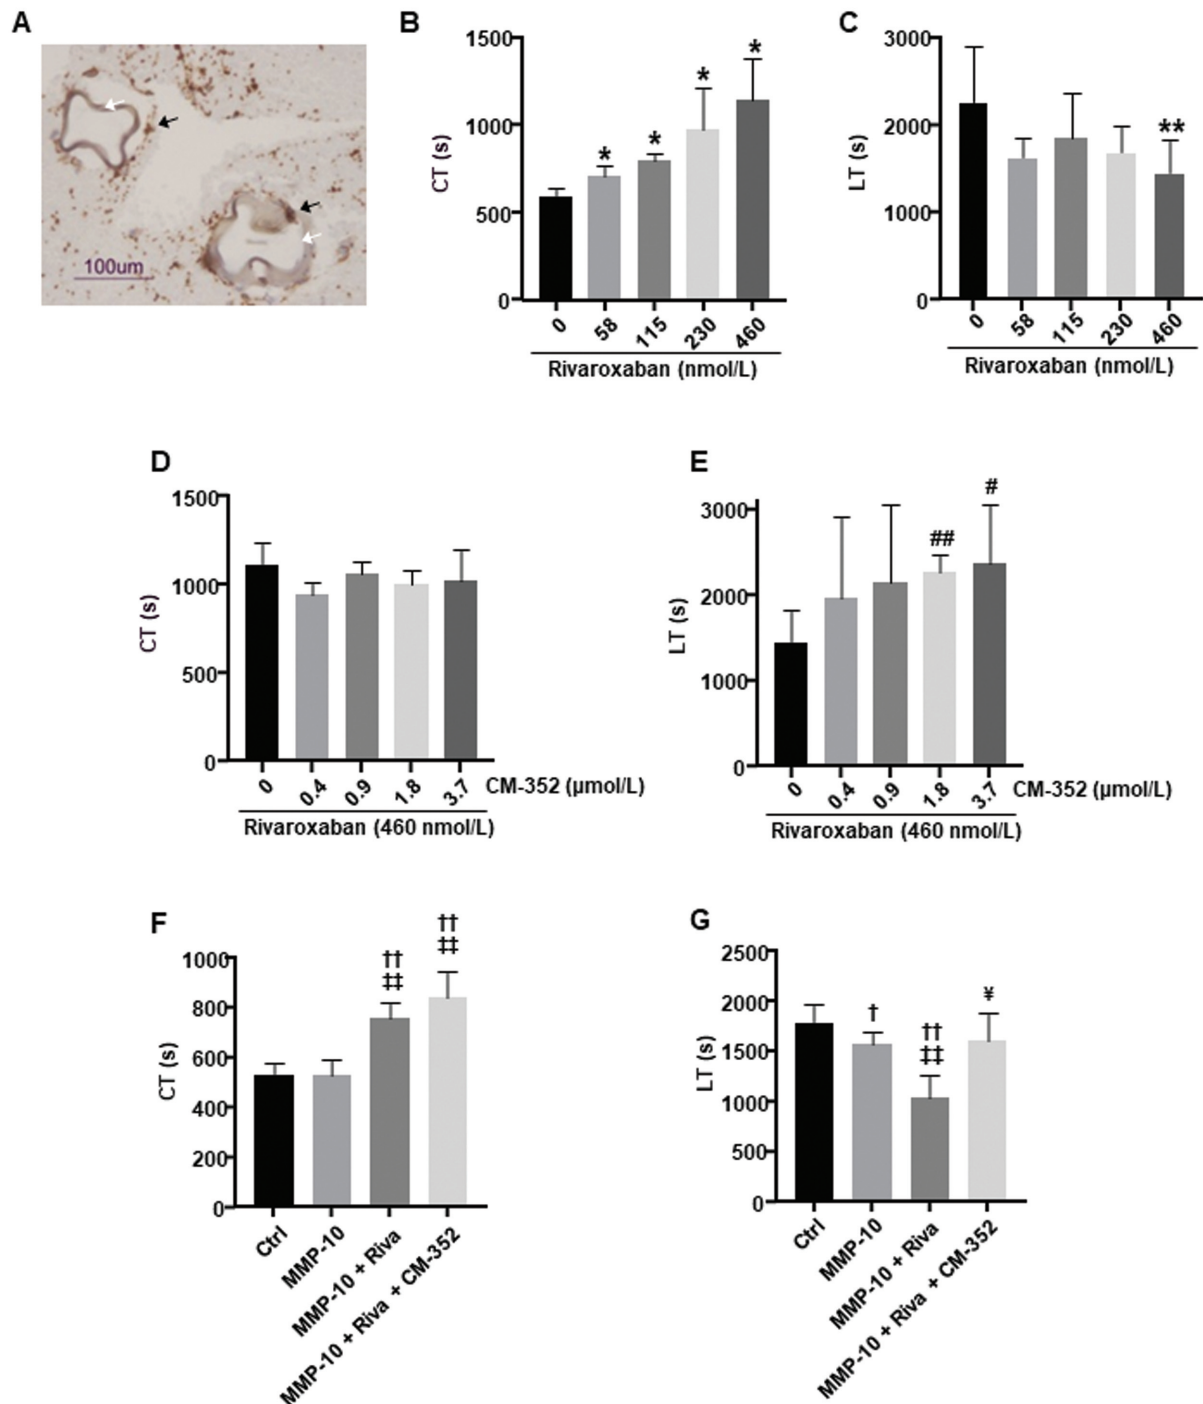 A
100um
B
CT (s)
1500
1000
500
0
*
*
*
*
0 58 115 230 460
Rivaroxaban (nmol/L)
C
LT (s)
3000
2000
1000
0
**
0 58 115 230 460
Rivaroxaban (nmol/L)
D
CT (s)
1500
1000
500
0
0 0.4 0.9 1.8 3.7 CM-352 (µmol/L)
Rivaroxaban (460 nmol/L)
E
LT (s)
3000
2000
1000
0
##
#
0 0.4 0.9 1.8 3.7 CM-352 (µmol/L)
Rivaroxaban (460 nmol/L)
F
CT (s)
1000
800
600
400
200
0
††
‡‡
††
‡‡
Ctrl
MMP-10
MMP-10 + Riva
MMP-10 + Riva + CM-352
G
LT (s)
2500
2000
1500
1000
500
0
†
††
‡‡
¥
Ctrl
MMP-10
MMP-10 + Riva
MMP-10 + Riva + CM-352